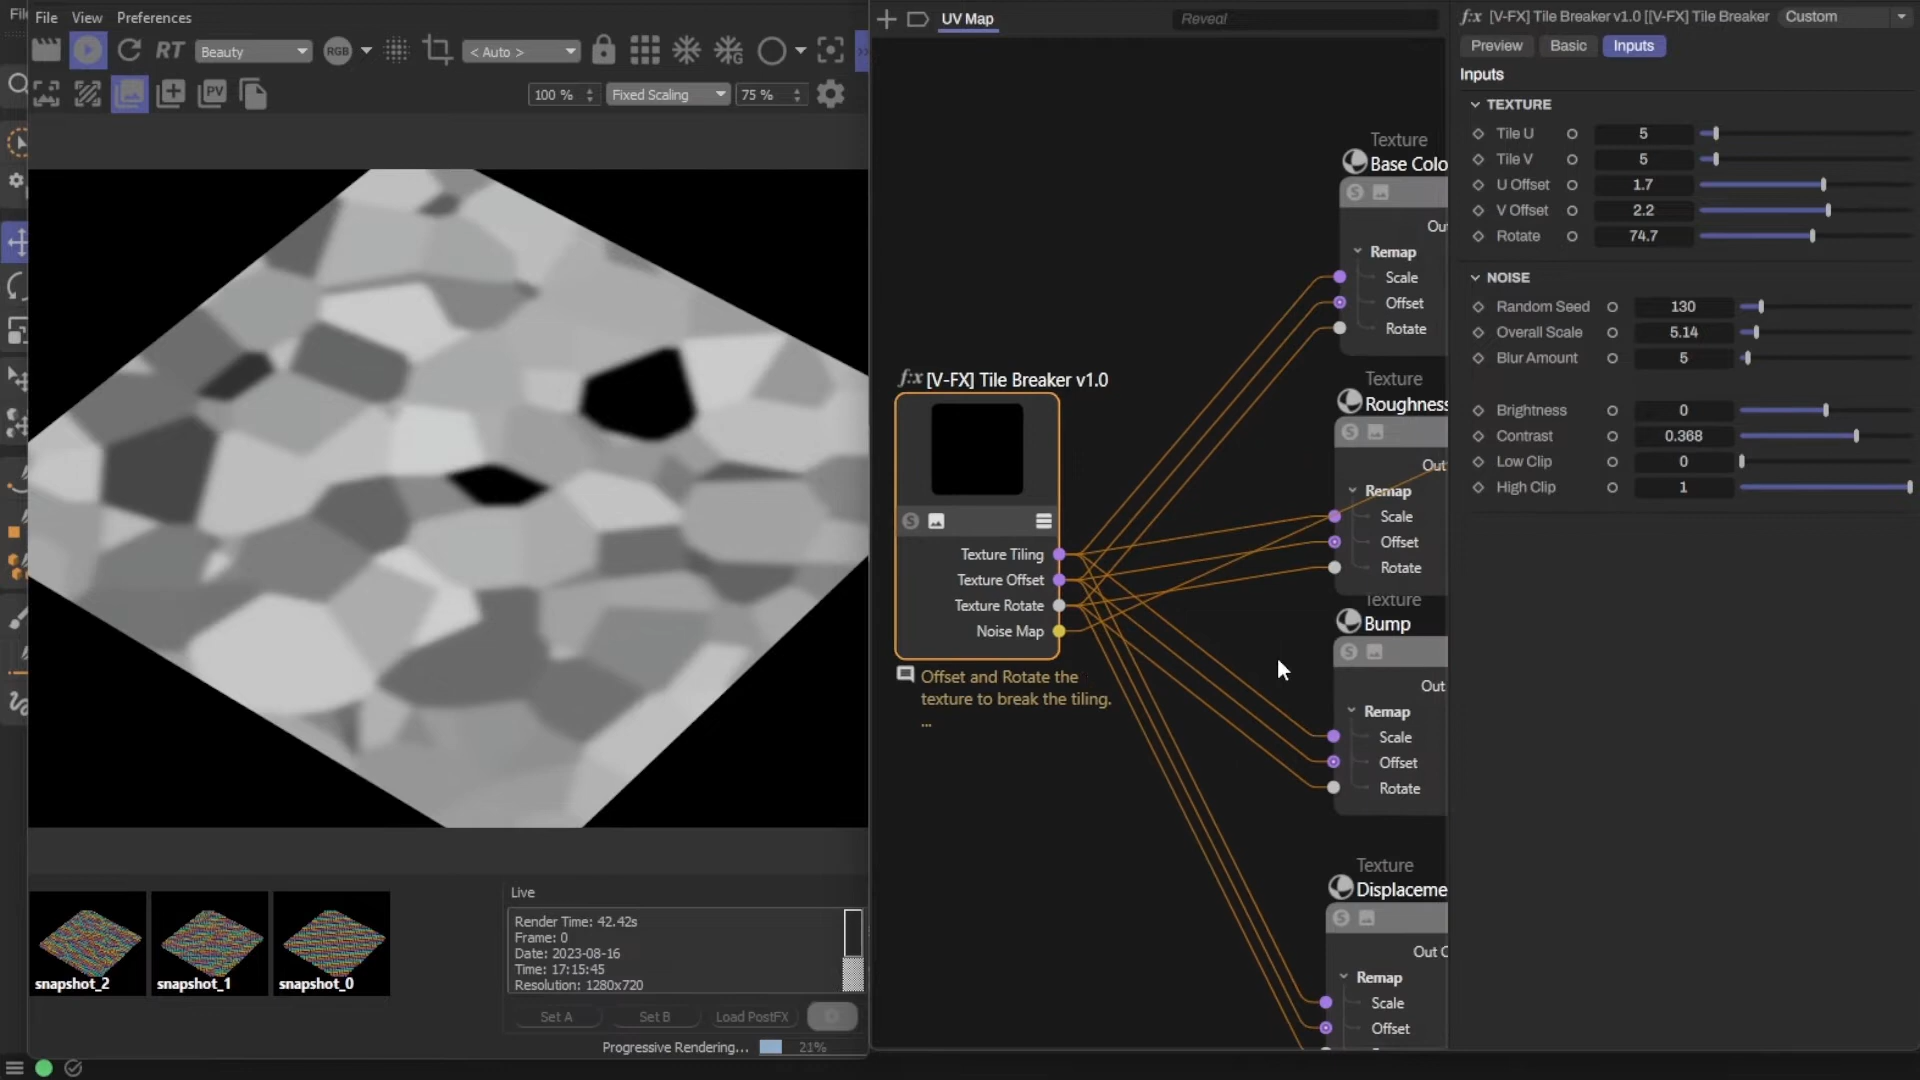 File
File View Preferences
RT Beauty RGB < Auto >
PV 100 % Fixed Scaling 75 %
snapshot_2 snapshot_1 snapshot_0
Live
Render Time: 42.42s
Frame: 0
Date: 2023-08-16
Time: 17:15:45
Resolution: 1280x720
Set A Set B Load PostFX
Progressive Rendering... 21%
UV Map Reveal
f:x [V-FX] Tile Breaker v1.0
S
Texture Tiling
Texture Offset
Texture Rotate
Noise Map
Offset and Rotate the
texture to break the tiling.
...
Texture
Base Colo
S
Ou
Remap
Scale
Offset
Rotate
Texture
Roughness
S
Out
Remap
Scale
Offset
Rotate
Texture
Bump
S
Out
Remap
Scale
Offset
Rotate
Texture
Displaceme
S
Out C
Remap
Scale
Offset
f:x [V-FX] Tile Breaker v1.0 [[V-FX] Tile Breaker Custom
Preview Basic Inputs
Inputs
TEXTURE
Tile U 5
Tile V 5
U Offset 1.7
V Offset 2.2
Rotate 74.7
NOISE
Random Seed 130
Overall Scale 5.14
Blur Amount 5
Brightness 0
Contrast 0.368
Low Clip 0
High Clip 1